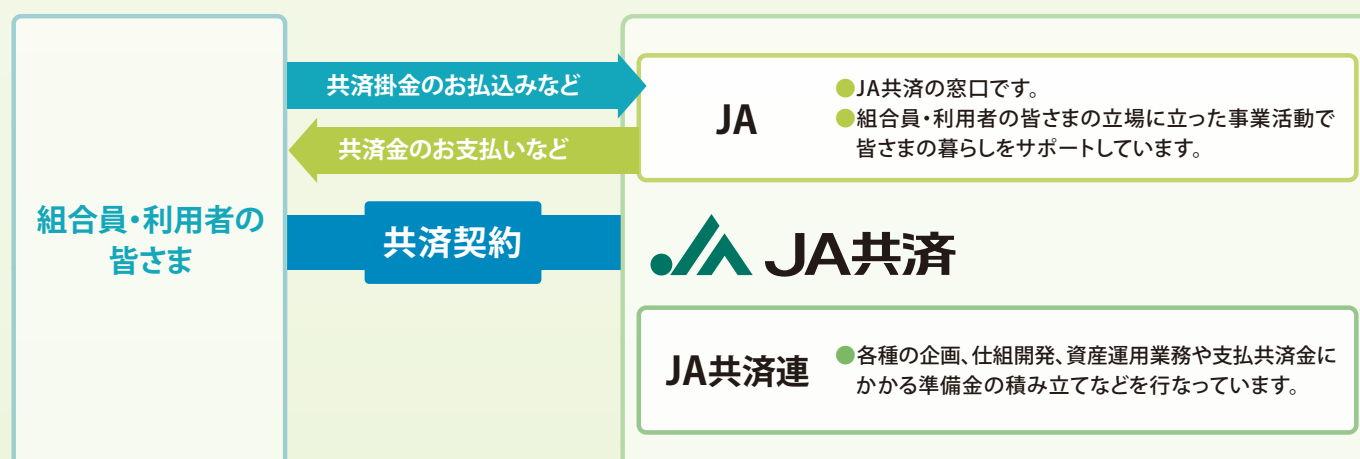 組合員・利用者の
皆さま
共済掛金のお払込みなど
共済金のお支払いなど
共済契約
JA
●JA共済の窓口です。
●組合員・利用者の皆さまの立場に立った事業活動で
皆さまの暮らしをサポートしています。
JA共済
JA共済連
●各種の企画、仕組開発、資産運用業務や支払共済金に
かかる準備金の積み立てなどを行なっています。